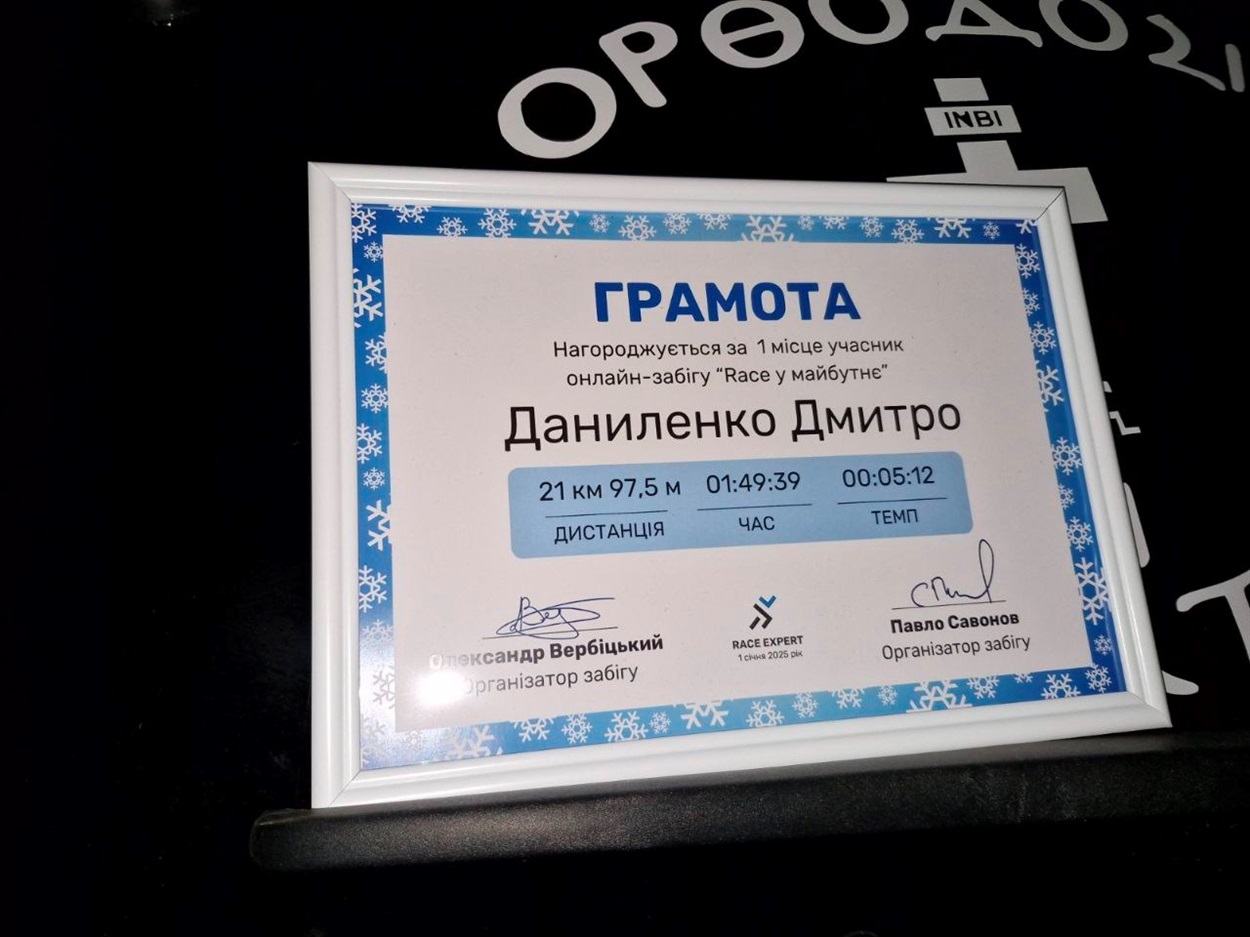 ΟΡΘΟΔΟΞΙ
ІНВІ
ГРАМОТА
Нагороджується за 1 місце учасник
онлайн-забігу “Race у майбутнє”
Даниленко Дмитро
21 км 97,5 м 01:49:39 00:05:12
ДИСТАНЦІЯ ЧАС ТЕМП
Олександр Вербіцький
Організатор забігу
RACE EXPERT
1 січня 2025 рік
Павло Савонов
Організатор забігу